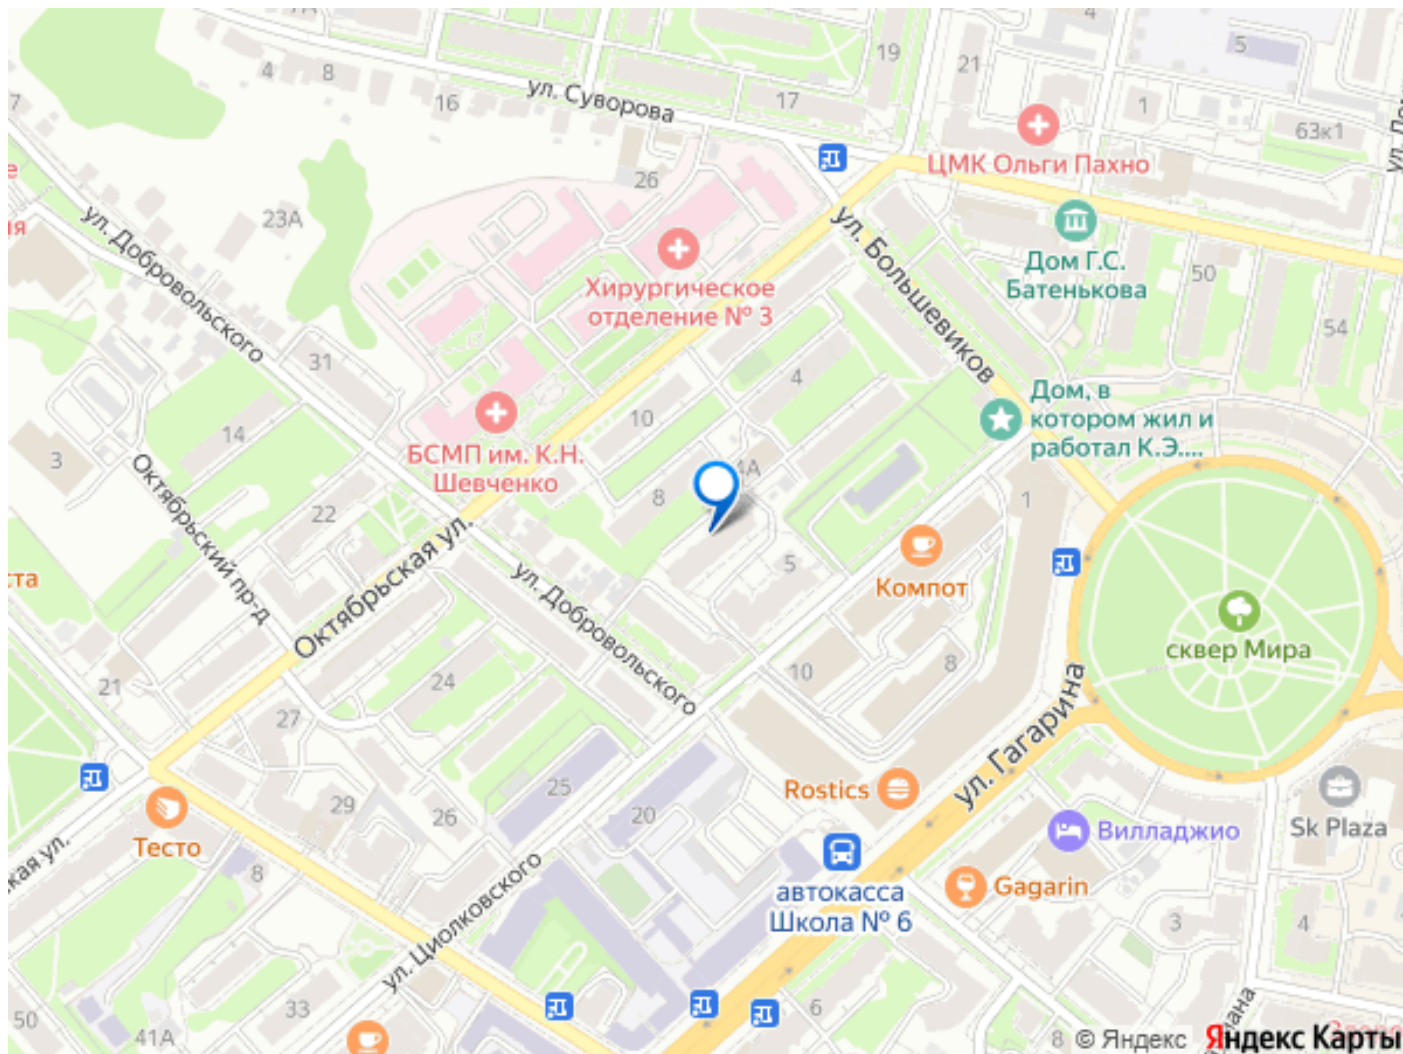 4
19
21
5
4
8
16
ул. Суворова
17
1
63к1
ЦМК Ольги Пахно
26
23А
ул. Добровольского
ул. Большевиков
Дом Г.С.
Батенькова
50
Хирургическое
отделение № 3
54
31
4
Дом, в
котором жил и
работал К.Э....
10
14
3
БСМП им. К.Н.
Шевченко
4А
8
1
22
Октябрьский пр-д
Октябрьская ул.
ул. Добровольского
5
Компот
сквер Мира
10
8
24
21
27
ул. Гагарина
Rostics
25
20
29
26
Тесто
8
Вилладжио
Sk Plaza
автокасса
Школа № 6
Gagarin
ул. Циолковского
3
4
33
6
50
41А
8
© Яндекс
Яндекс Карты